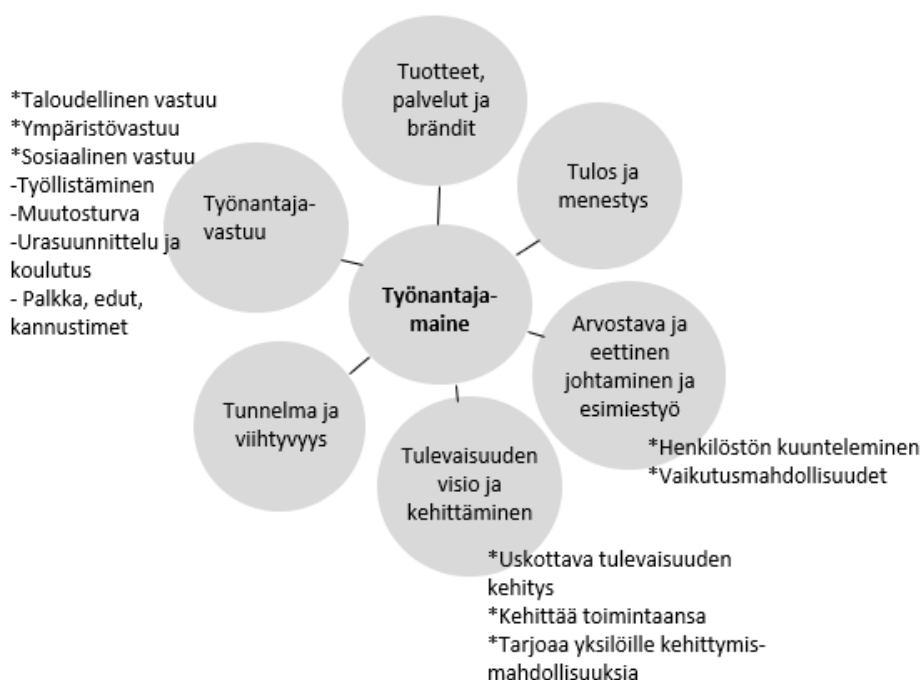 Tuotteet,
palvelut ja
brändit
*Taloudellinen vastuu
*Ympäristövastuu
*Sosiaalinen vastuu
-Työllistäminen
-Muutosturva
-Urasuunnittelu ja
koulutus
- Palkka, edut,
kannustimet
Työnantaja-
vastuu
Tulos ja
menestys
Työnantaja-
maine
Arvostava ja
eettinen
johtaminen ja
esimiestyö
*Henkilöstön kuunteleminen
*Vaikutusmahdollisuudet
Tunnelma ja
viihtyvyys
Tulevaisuuden
visio ja
kehittäminen
*Uskottava tulevaisuuden
kehitys
*Kehittää toimintaansa
*Tarjoaa yksilöille kehittymis-
mahdollisuuksia